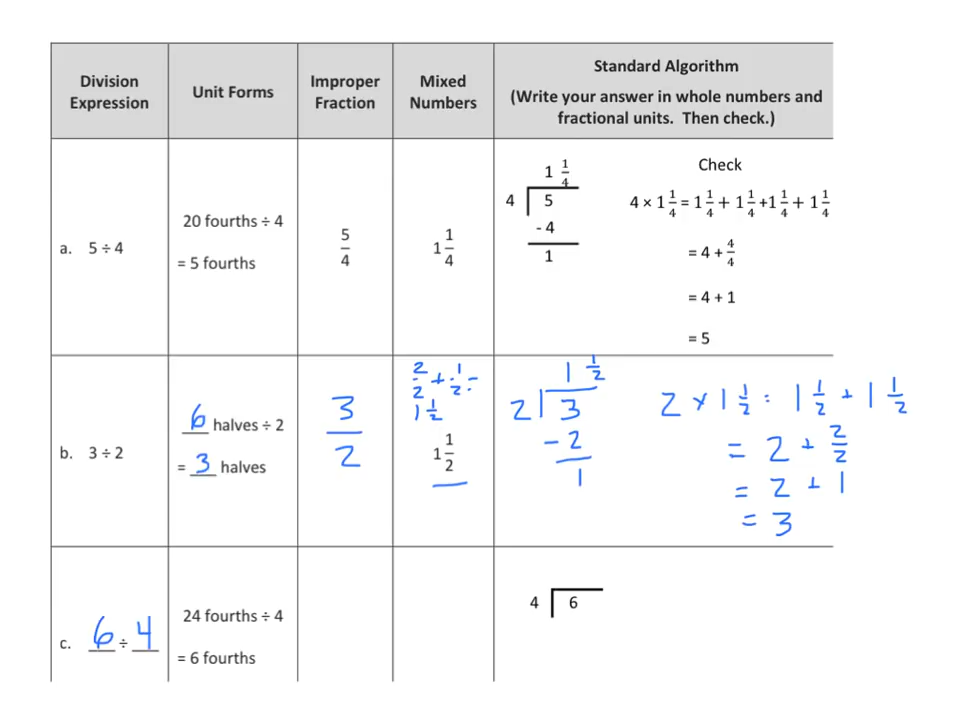 Division Expression
Unit Forms
Improper Fraction
Mixed Numbers
Standard Algorithm
(Write your answer in whole numbers and
fractional units. Then check.)
a. 5 ÷ 4
20 fourths ÷ 4
= 5 fourths
5/4
1 1/4
1 1/4
4 5
- 4
1
Check
4 × 1 1/4 = 1 1/4 + 1 1/4 +1 1/4 + 1 1/4
= 4 + 4/4
= 4 + 1
= 5
b. 3 ÷ 2
6 halves ÷ 2
= 3 halves
3/2
2/2 + 1/2 =
1 1/2
1 1/2
1 1/2
2 3
- 2
1
2 × 1 1/2 = 1 1/2 + 1 1/2
= 2 + 2/2
= 2 + 1
= 3
c. 6 ÷ 4
24 fourths ÷ 4
= 6 fourths
4 6